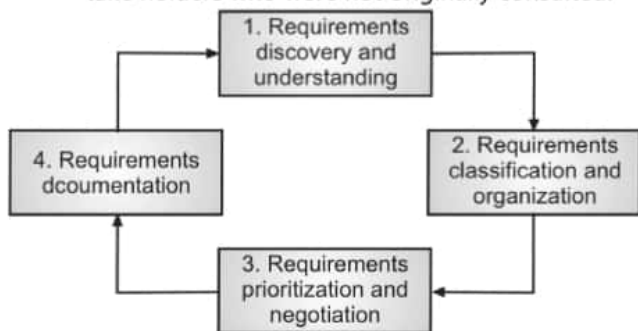 1. Requirements
discovery and
understanding
2. Requirements
classification and
organization
3. Requirements
prioritization and
negotiation
4. Requirements
dcoumentation